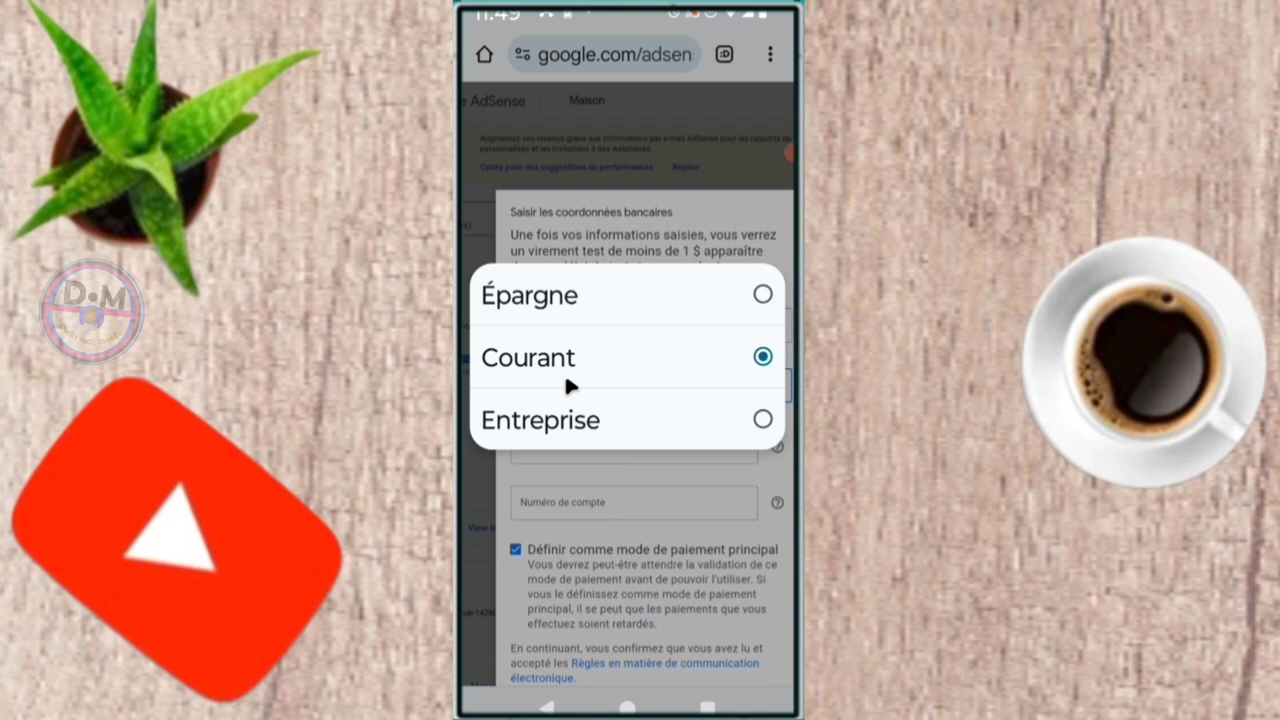 11:49
google.com/adsen
:D
e AdSense
Maison
Augmentez vos revenus grâce aux informations par e-mail AdSense pour les rapports de
personnalisés et les invitations à des webinaires.
Optez pour des suggestions de performances
Rejeter
Saisir les coordonnées bancaires
Une fois vos informations saisies, vous verrez
un virement test de moins de 1 $ apparaître
Épargne
Courant
Entreprise
D•M
Numéro de compte
View
Définir comme mode de paiement principal
Vous devrez peut-être attendre la validation de ce
mode de paiement avant de pouvoir l'utiliser. Si
vous le définissez comme mode de paiement
principal, il se peut que les paiements que vous
effectuez soient retardés.
En continuant, vous confirmez que vous avez lu et
accepté les Règles en matière de communication
électronique.